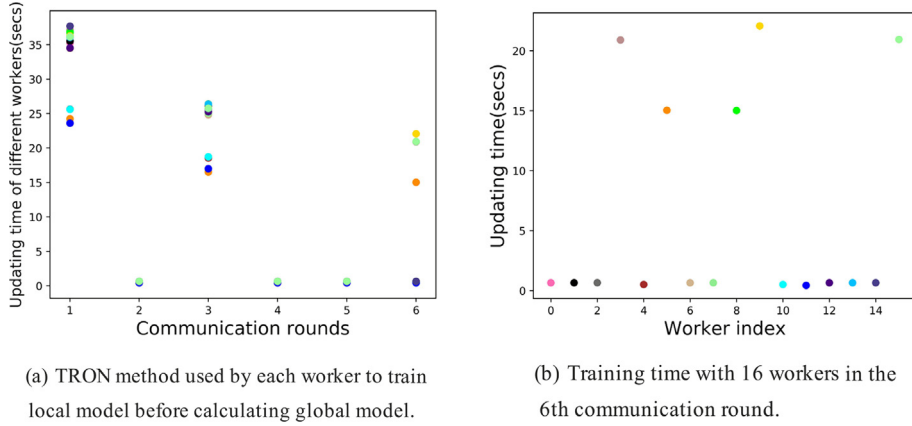 Updating time of different workers(secs)
35
30
25
20
15
10
5
0
1 2 3 4 5 6
Communication rounds
(a) TRON method used by each worker to train
local model before calculating global model.
Updating time(secs)
20
15
10
5
0
0 2 4 6 8 10 12 14
Worker index
(b) Training time with 16 workers in the
6th communication round.